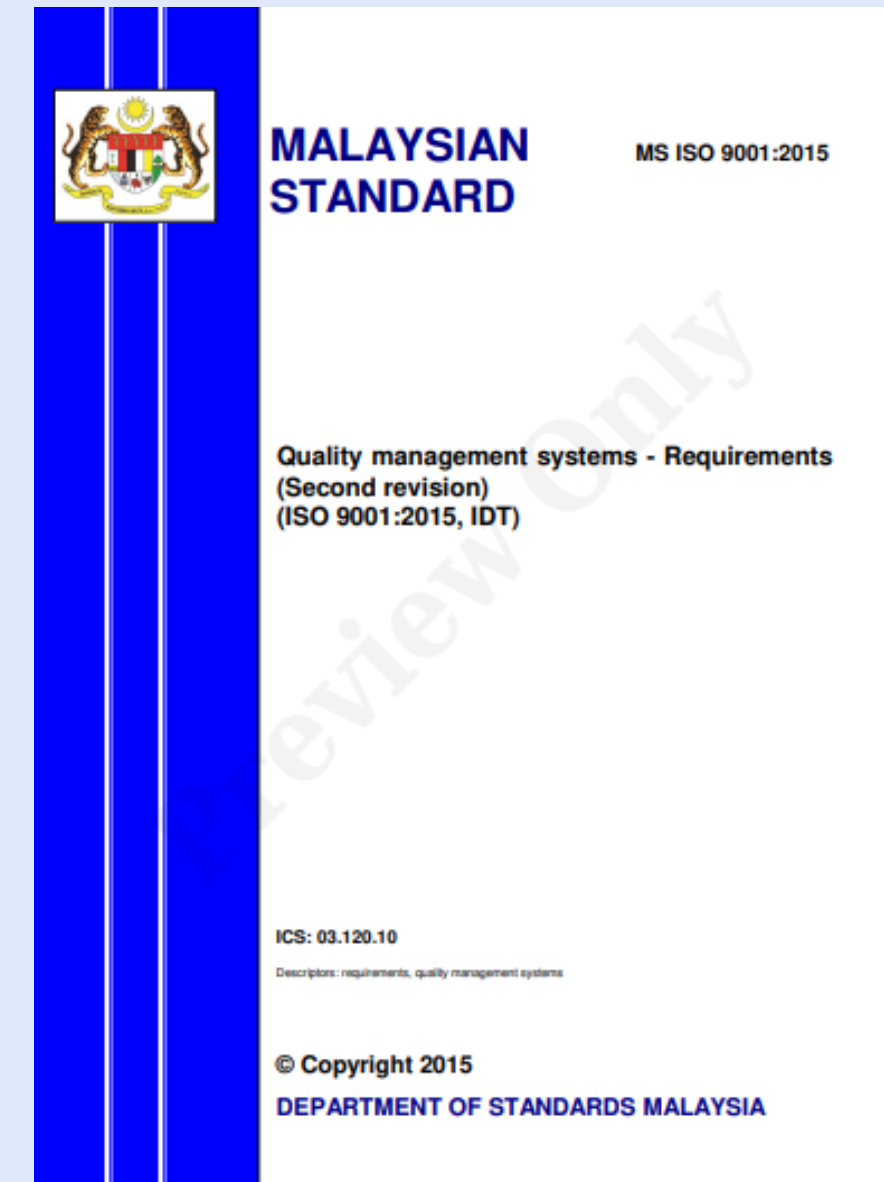 MALAYSIAN
STANDARD
MS ISO 9001:2015
Quality management systems - Requirements
(Second revision)
(ISO 9001:2015, IDT)
Preview Only
ICS: 03.120.10
Descriptors: requirements, quality management systems
© Copyright 2015
DEPARTMENT OF STANDARDS MALAYSIA